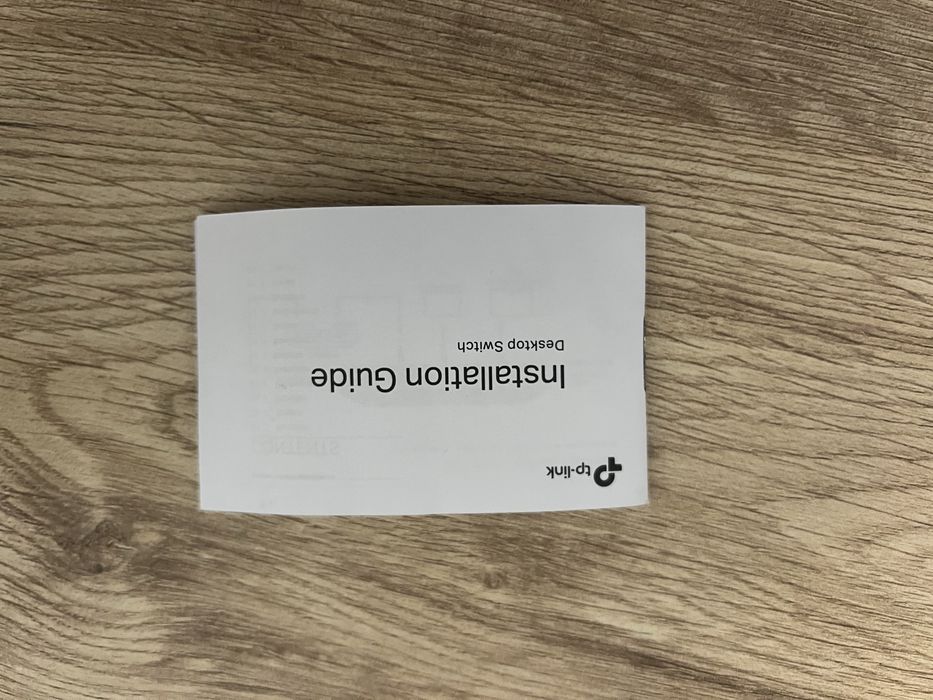 tp-link
Installation Guide
Desktop Switch